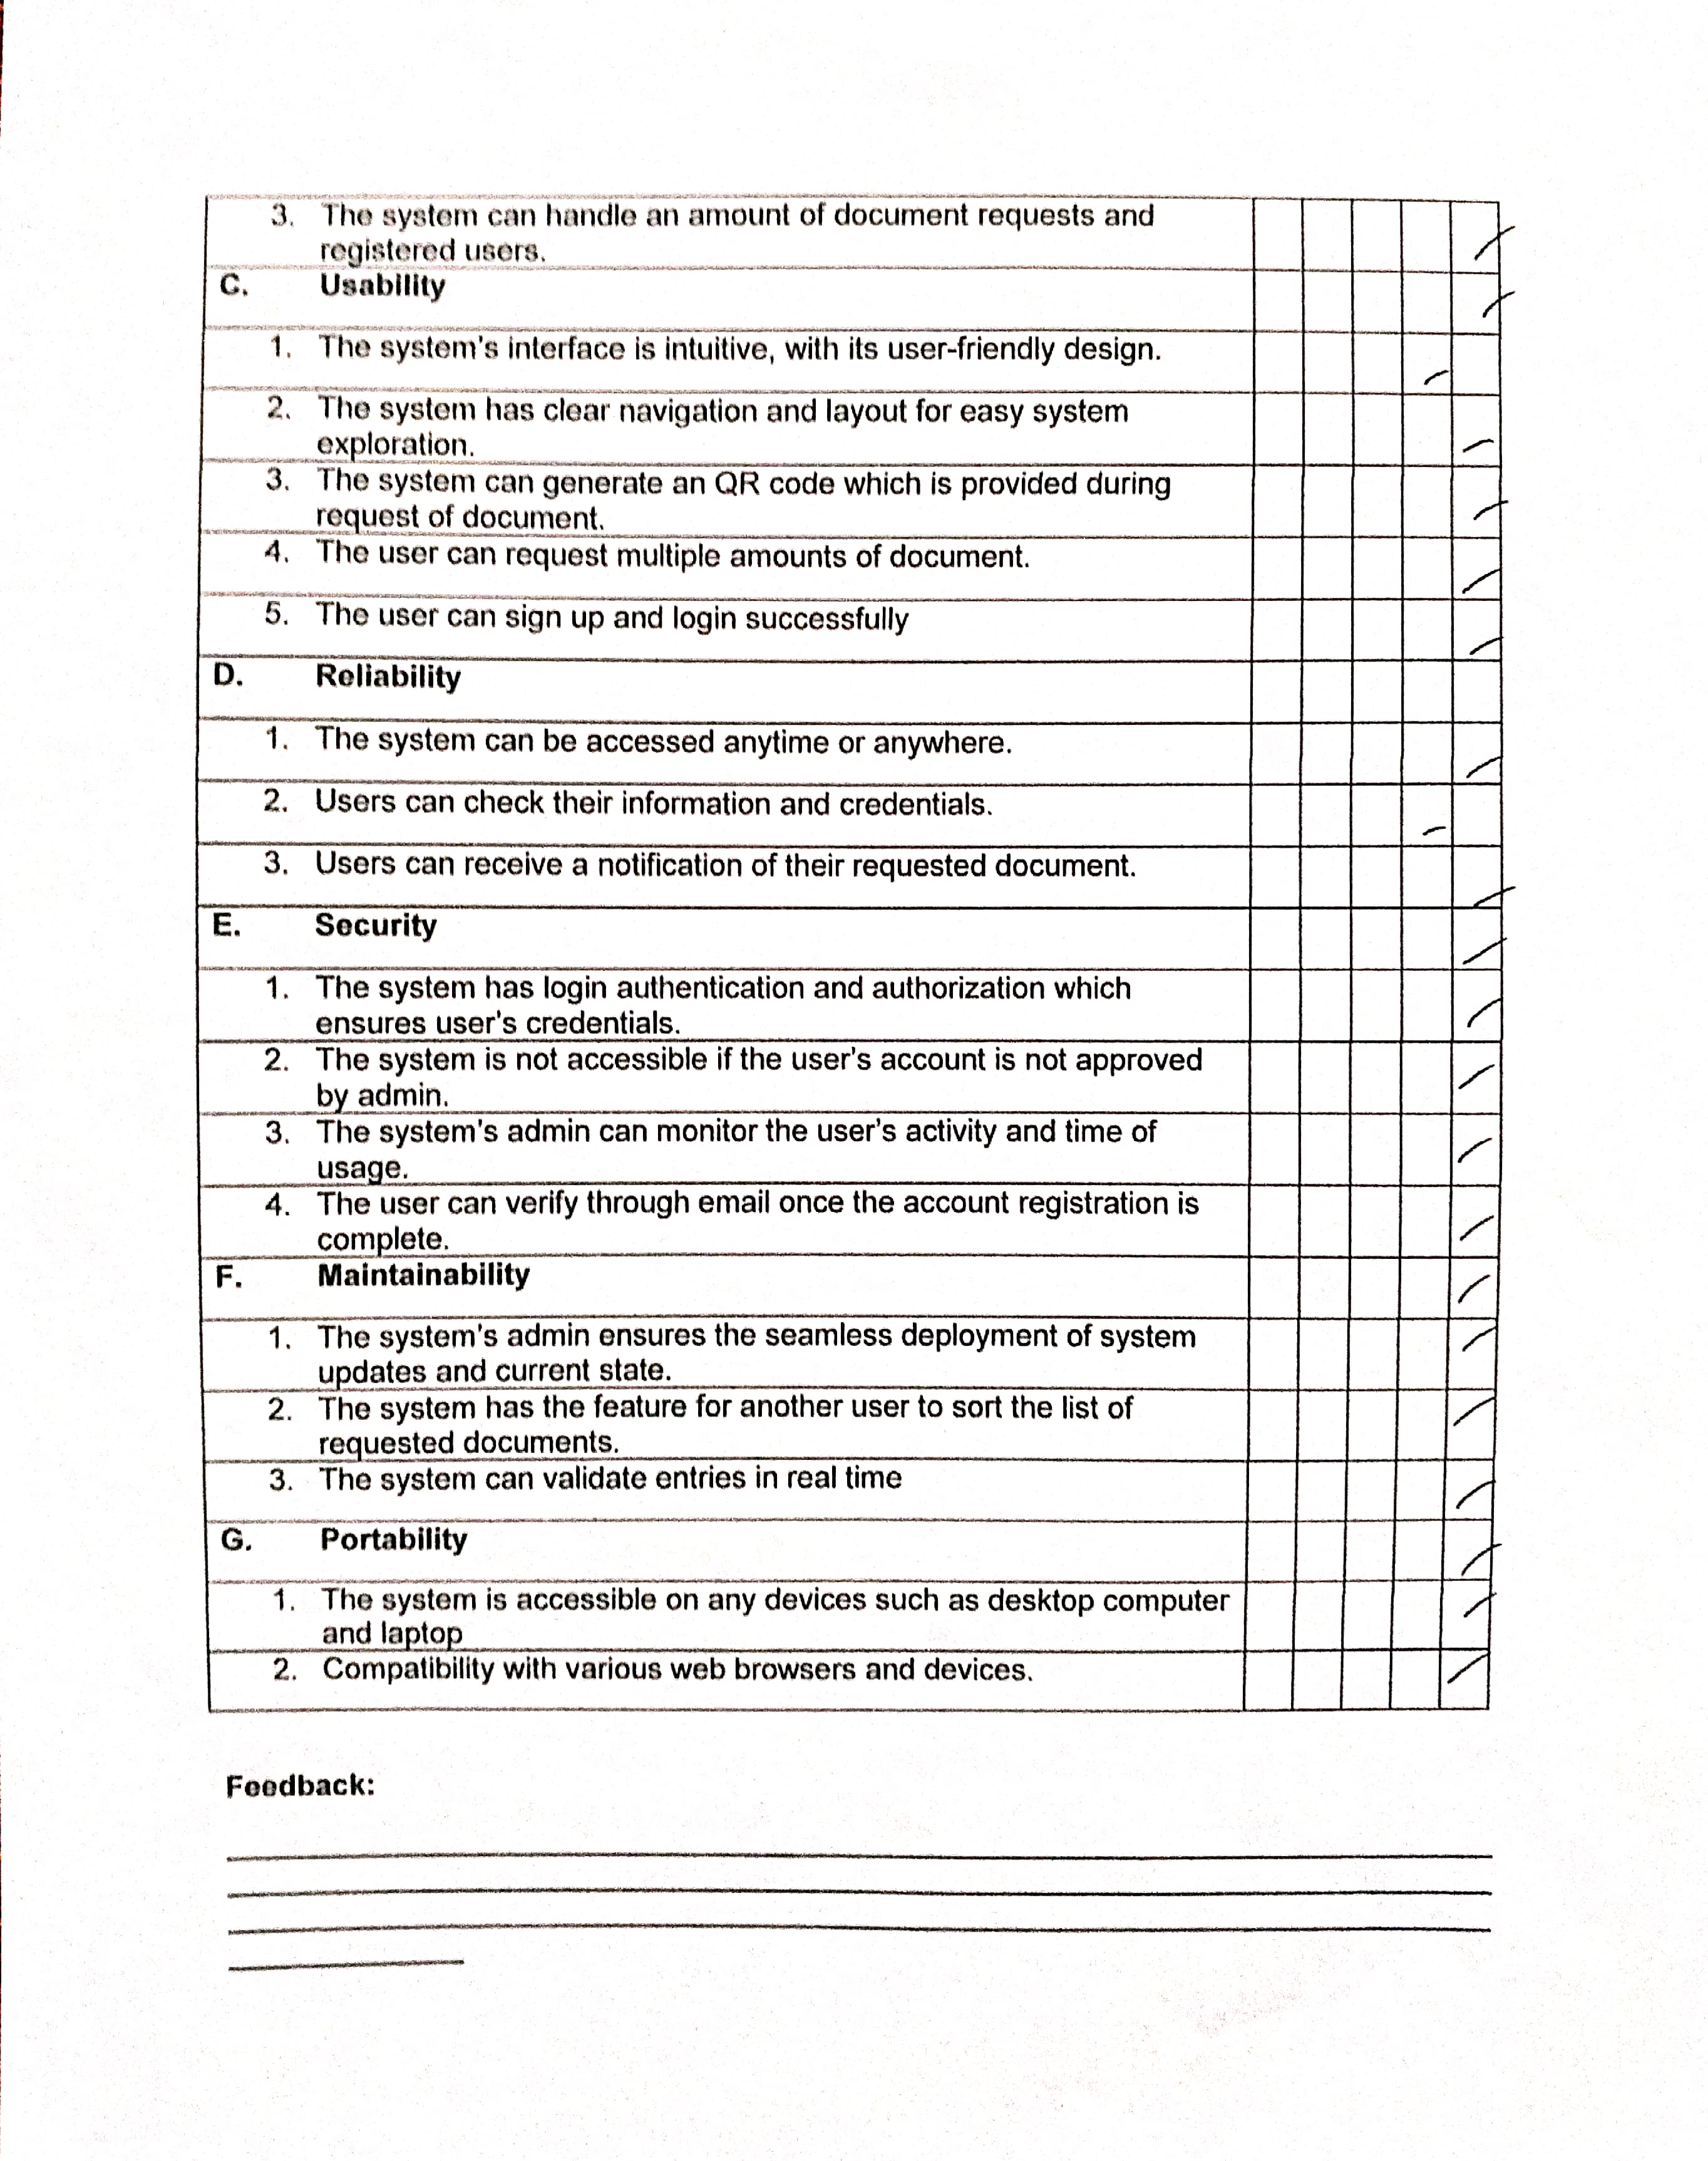 3. The system can handle an amount of document requests and
registered users.
C. Usability
1. The system's interface is intuitive, with its user-friendly design.
2. The system has clear navigation and layout for easy system
exploration.
3. The system can generate an QR code which is provided during
request of document.
4. The user can request multiple amounts of document.
5. The user can sign up and login successfully
D. Reliability
1. The system can be accessed anytime or anywhere.
2. Users can check their information and credentials.
3. Users can receive a notification of their requested document.
E. Security
1. The system has login authentication and authorization which
ensures user's credentials.
2. The system is not accessible if the user's account is not approved
by admin.
3. The system's admin can monitor the user's activity and time of
usage.
4. The user can verify through email once the account registration is
complete.
F. Maintainability
1. The system's admin ensures the seamless deployment of system
updates and current state.
2. The system has the feature for another user to sort the list of
requested documents.
3. The system can validate entries in real time
G. Portability
1. The system is accessible on any devices such as desktop computer
and laptop
2. Compatibility with various web browsers and devices.
Feedback: